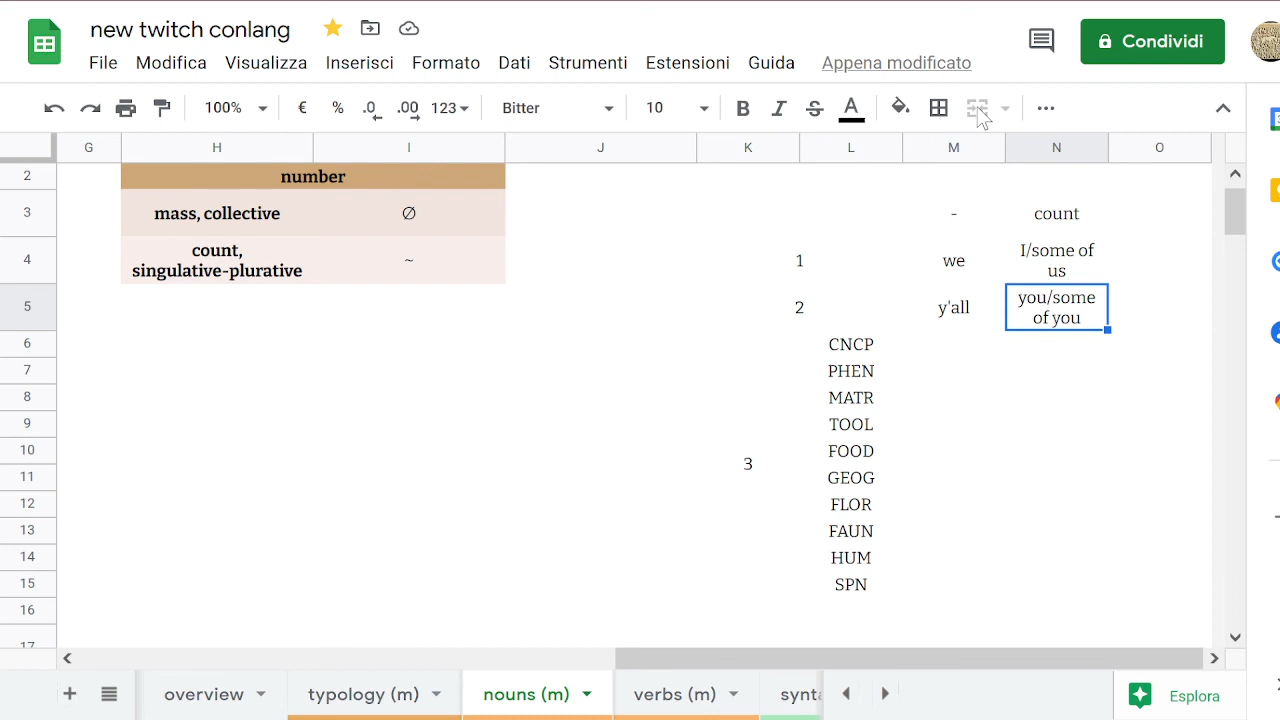 new twitch conlang
Condividi
File Modifica Visualizza Inserisci Formato Dati Strumenti Estensioni Guida Appena modificato
100% € % .0 .00 123 Bitter 10 B I S A
G H I J K L M N O
2 number
3 mass, collective ∅ - count
4 count, singulative-plurative ~ 1 we I/some of us
5 2 y'all you/some of you
6 CNCP
7 PHEN
8 MATR
9 TOOL
10 FOOD
3
11 GEOG
12 FLOR
13 FAUN
14 HUM
15 SPN
16
17
overview typology (m) nouns (m) verbs (m) synta Esplora